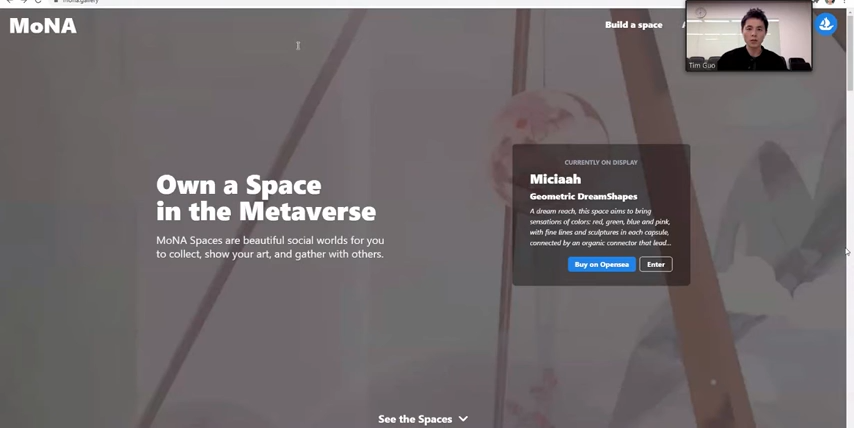 mona.gallery
MoNA
Build a space
Tim Guo
Own a Space
in the Metaverse
MoNA Spaces are beautiful social worlds for you
to collect, show your art, and gather with others.
CURRENTLY ON DISPLAY
Miciaah
Geometric DreamShapes
A dream reach, this space aims to bring
sensations of colors: red, green, blue and pink,
with fine lines and sculptures in each capsule,
connected by an organic connector that lead...
Buy on Opensea
Enter
See the Spaces